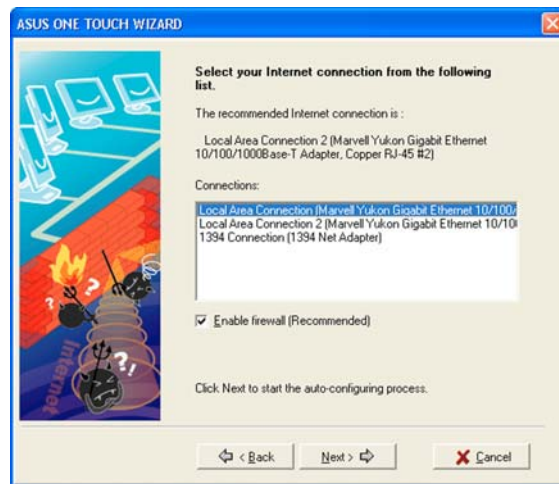 ASUS ONE TOUCH WIZARD
Select your Internet connection from the following
list.
The recommended Internet connection is :
Local Area Connection 2 (Marvell Yukon Gigabit Ethernet
10/100/1000Base-T Adapter, Copper RJ-45 #2)
Connections:
Local Area Connection (Marvell Yukon Gigabit Ethernet 10/100/
Local Area Connection 2 (Marvell Yukon Gigabit Ethernet 10/10
1394 Connection (1394 Net Adapter)
Enable firewall (Recommended)
Internet
Click Next to start the auto-configuring process.
< Back
Next >
Cancel